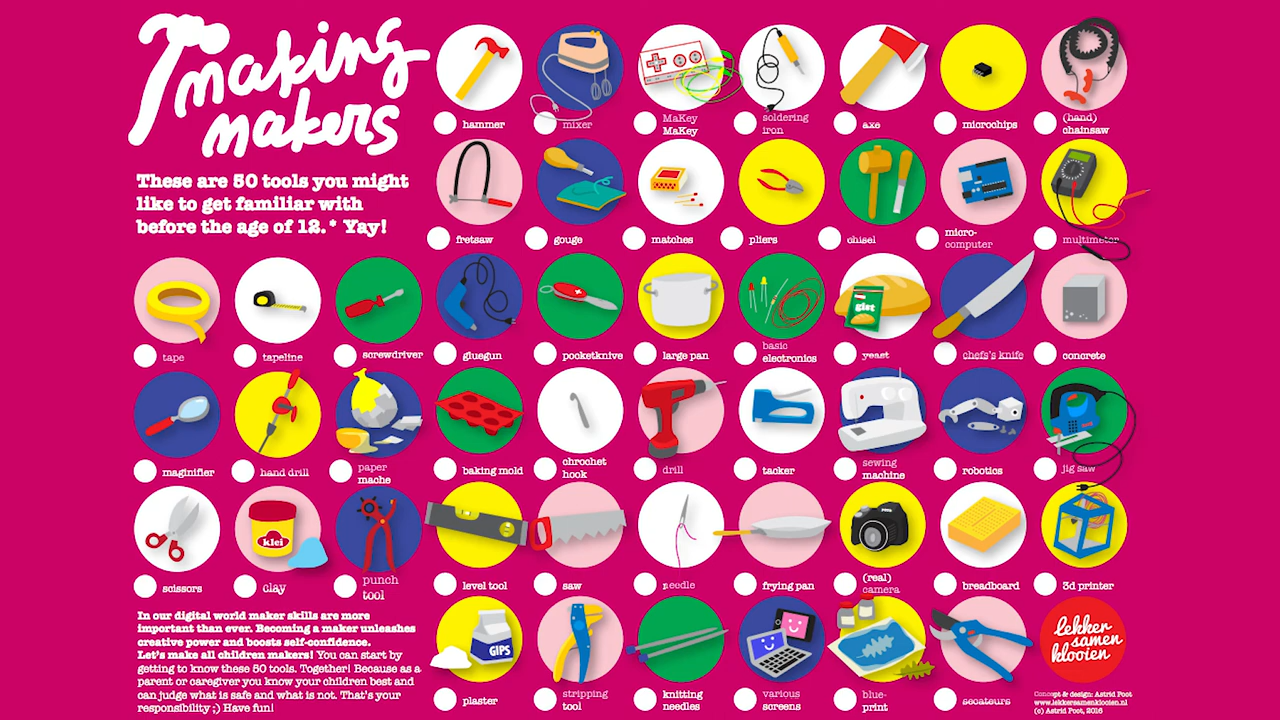 making
makers
These are 50 tools you might
like to get familiar with
before the age of 12.* Yay!
hammer
mixer
MaKey
MaKey
soldering
iron
axe
microchips
(hand)
chainsaw
fretsaw
gouge
matches
pliers
chisel
micro-
computer
multimeter
tape
tapeline
screwdriver
gluegun
pocketknive
large pan
basic
electronics
gist
yeast
chefs's knife
concrete
maginifier
hand drill
paper
mache
baking mold
chrochet
hook
drill
tacker
sewing
machine
robotics
jig saw
scissors
klei
clay
punch
tool
level tool
saw
needle
frying pan
(real)
camera
breadboard
3d printer
In our digital world maker skills are more
important than ever. Becoming a maker unleashes
creative power and boosts self-confidence.
Let's make all children makers! You can start by
getting to know these 50 tools. Together! Because as a
parent or caregiver you know your children best and
can judge what is safe and what is not. That's your
responsibility ;) Have fun!
GIPS
plaster
stripping
tool
knitting
needles
various
screens
blue-
print
secateurs
lekker
samen
klooien
Concept & design: Astrid Poot
www.lekkersamenklooien.nl
(c) Astrid Poot, 2016